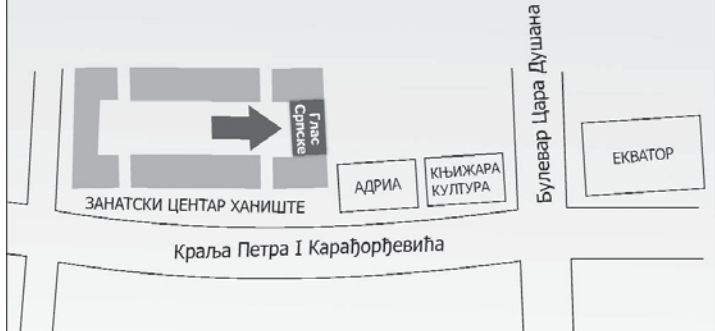 Булевар Цара Душана
Глас
Српске
АДРИА
КЊИЖАРА
КУЛТУРА
ЕКВАТОР
ЗАНАТСКИ ЦЕНТАР ХАНИШТЕ
Краља Петра I Карађорђевића